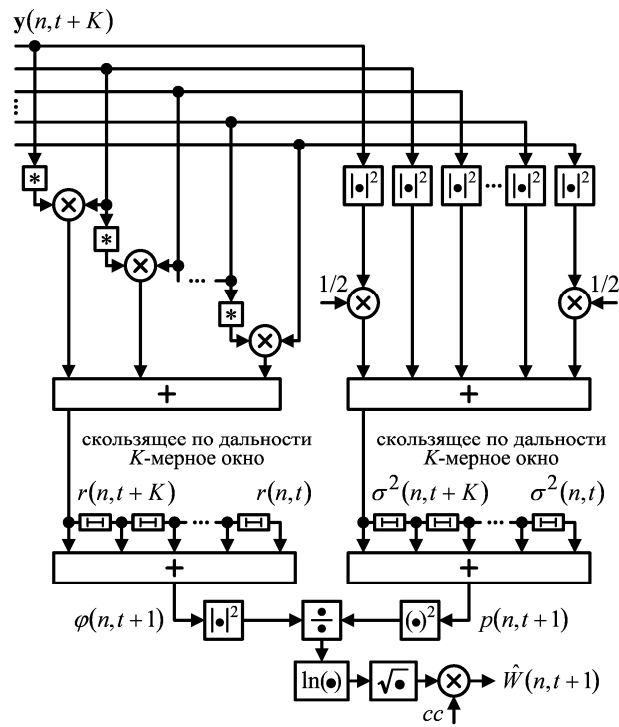 y(n,t + K)
* × * × ... * ×
|•|² |•|² |•|² ... |•|² |•|²
1/2 × × 1/2
+ +
скользящее по дальности
K-мерное окно
скользящее по дальности
K-мерное окно
r(n,t + K) ... r(n,t)
σ²(n,t + K) ... σ²(n,t)
+ +
φ(n,t +1) |•|² ÷ (•)² p(n,t +1)
ln(•) √• × Ŵ(n,t +1)
cc